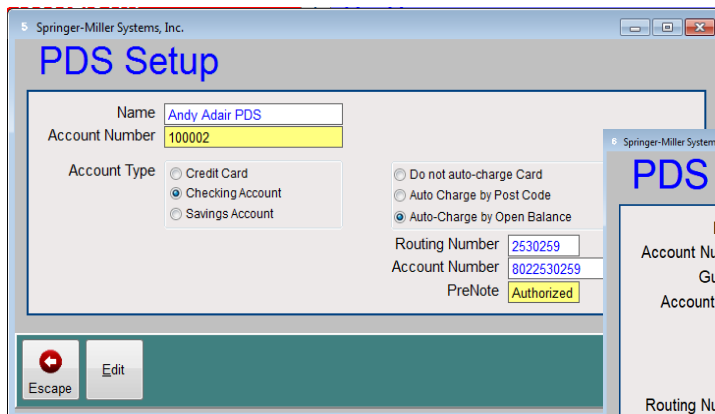 Springer-Miller Systems, Inc.
PDS Setup
Name Andy Adair PDS
Account Number 100002
Account Type
Credit Card
Checking Account
Savings Account
Do not auto-charge Card
Auto Charge by Post Code
Auto-Charge by Open Balance
Routing Number 2530259
Account Number 8022530259
PreNote Authorized
Escape
Edit
Springer-Miller System
PDS
Account Nu
Gu
Account
Routing Nu